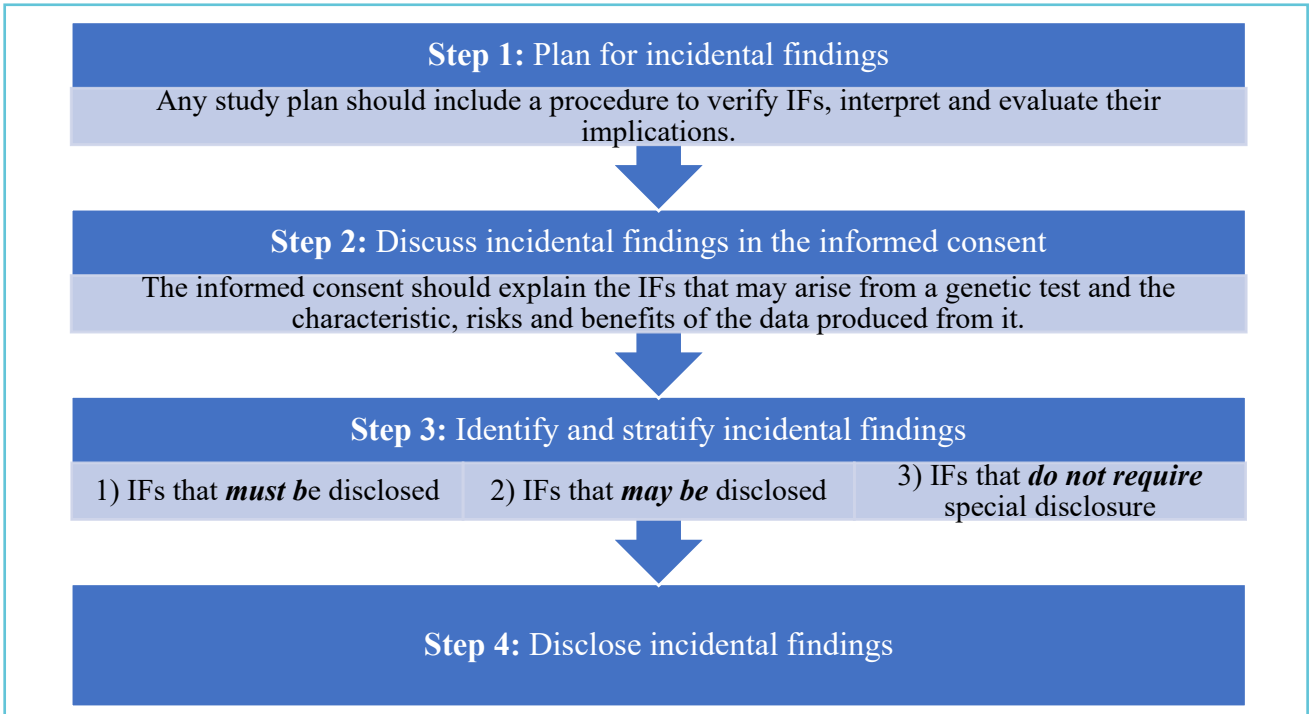 Step 1: Plan for incidental findings
Any study plan should include a procedure to verify IFs, interpret and evaluate their
implications.
Step 2: Discuss incidental findings in the informed consent
The informed consent should explain the IFs that may arise from a genetic test and the
characteristic, risks and benefits of the data produced from it.
Step 3: Identify and stratify incidental findings
1) IFs that must be disclosed
2) IFs that may be disclosed
3) IFs that do not require
special disclosure
Step 4: Disclose incidental findings